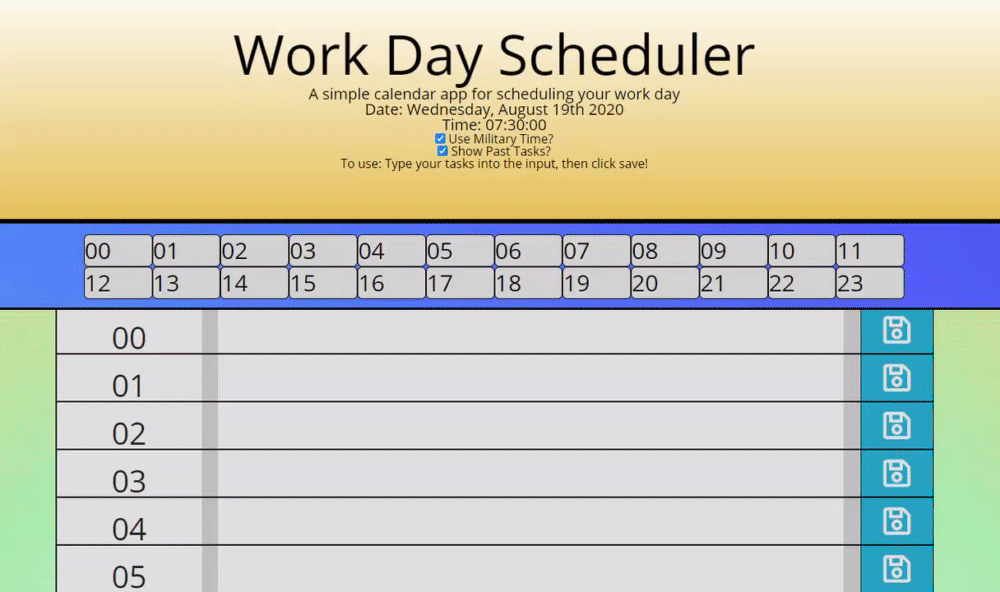 Work Day Scheduler
A simple calendar app for scheduling your work day
Date: Wednesday, August 19th 2020
Time: 07:30:00
Use Military Time?
Show Past Tasks?
To use: Type your tasks into the input, then click save!
00 01 02 03 04 05 06 07 08 09 10 11
12 13 14 15 16 17 18 19 20 21 22 23
00
01
02
03
04
05